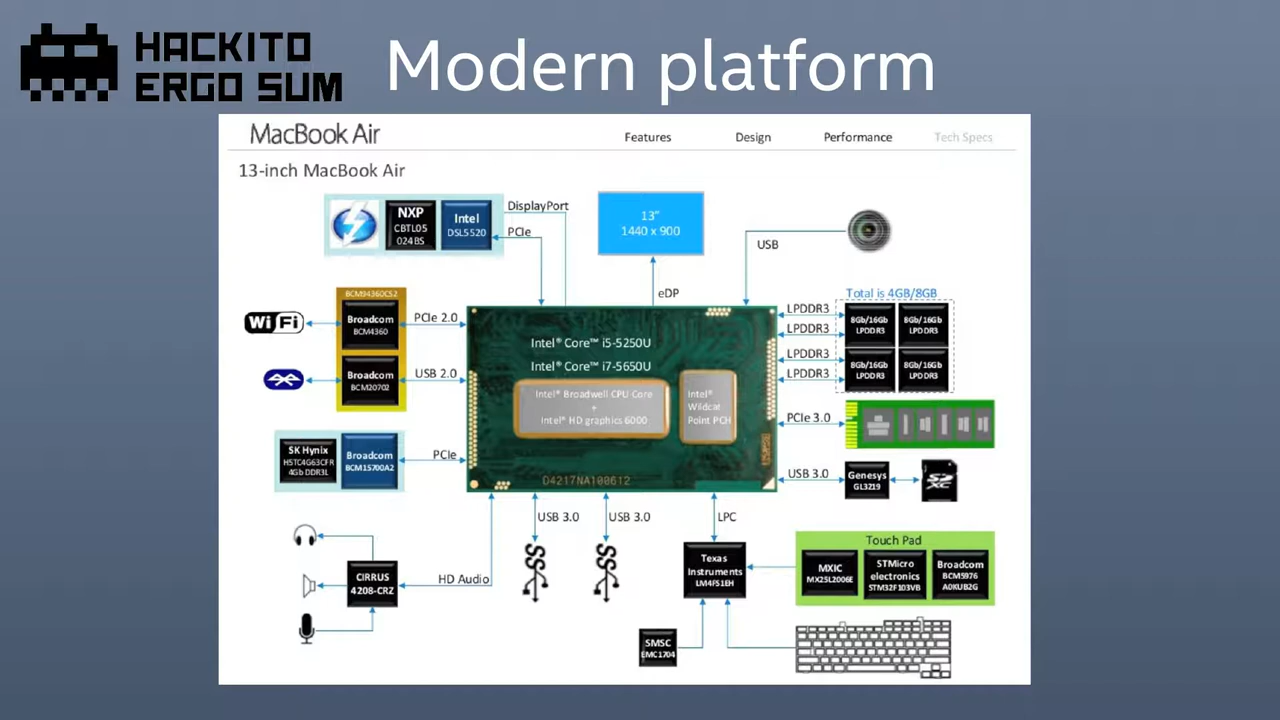 HACKITO
ERGO SUM
Modern platform
MacBook Air
Features
Design
Performance
Tech Specs
13-inch MacBook Air
NXP
CBTL05
024BS
Intel
DSL5520
DisplayPort
PCIe
13"
1440 x 900
eDP
USB
Total is 4GB/8GB
BCM94360CS2
WiFi
Broadcom
BCM4360
PCIe 2.0
Broadcom
BCM20702
USB 2.0
Intel® Core™ i5-5250U
Intel® Core™ i7-5650U
Intel® Broadwell CPU Core
+
Intel® HD graphics 6000
Intel®
Wildcat
Point PCH
D4217NA100612
LPDDR3
LPDDR3
LPDDR3
LPDDR3
8Gb/16Gb
LPDDR3
8Gb/16Gb
LPDDR3
8Gb/16Gb
LPDDR3
8Gb/16Gb
LPDDR3
PCIe 3.0
SK Hynix
H5TC4G63CFR
4Gb DDR3L
Broadcom
BCM15700A2
PCIe
USB 3.0
Genesys
GL3219
SD
XC
USB 3.0
USB 3.0
LPC
HD Audio
CIRRUS
4208-CRZ
Texas
Instruments
LM4FS1EH
Touch Pad
MXIC
MX25L2006E
STMicro
electronics
STM32F103VB
Broadcom
BCM5976
A0KUB2G
SMSC
EMC1704